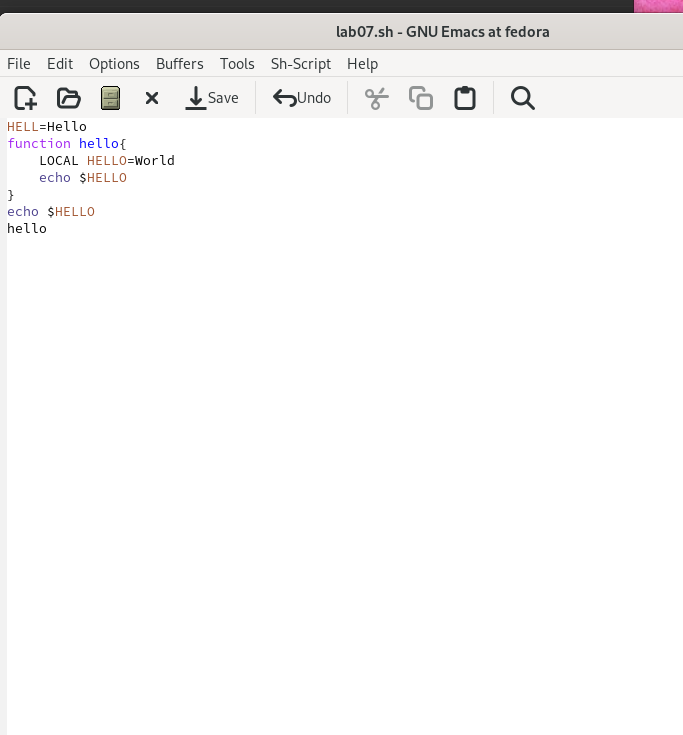 lab07.sh - GNU Emacs at fedora
File Edit Options Buffers Tools Sh-Script Help
Save Undo
HELL=Hello
function hello{
    LOCAL HELLO=World
    echo $HELLO
}
echo $HELLO
hello